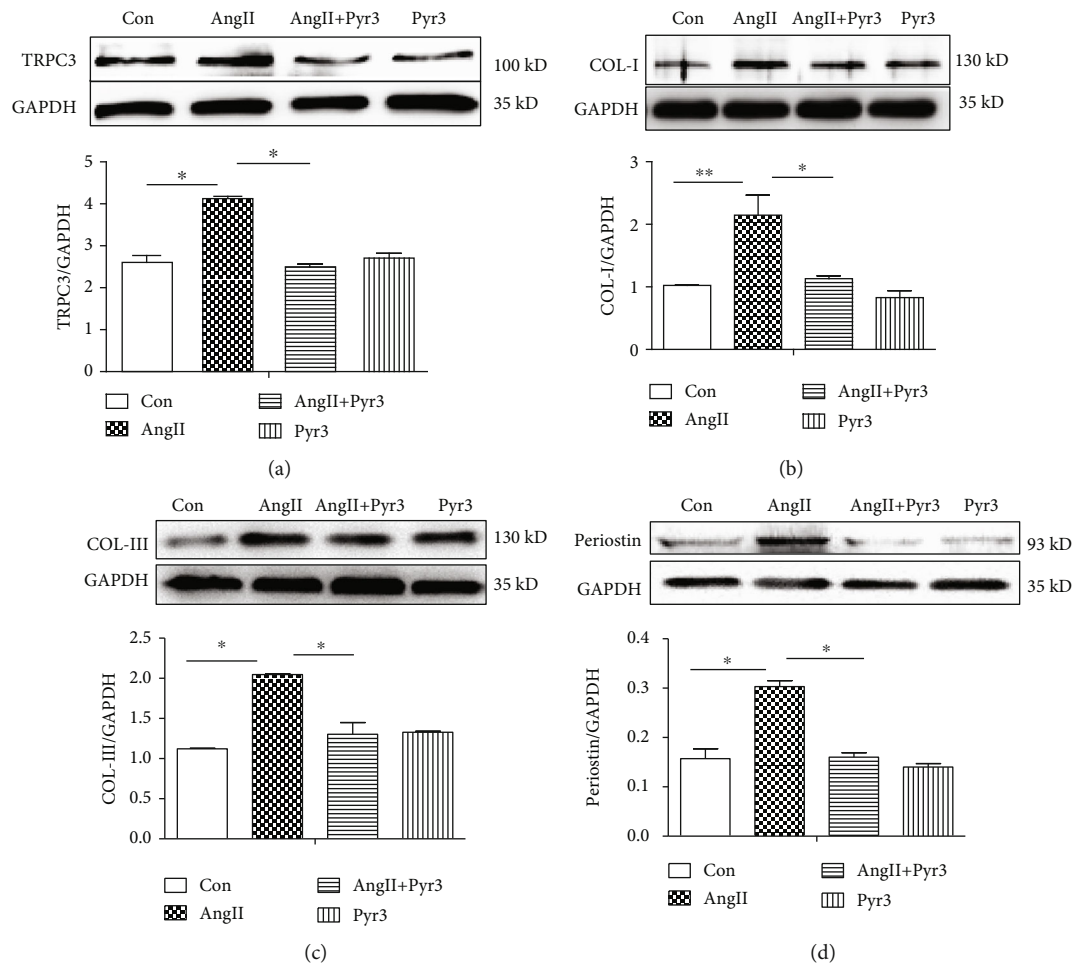 Con AngII AngII+Pyr3 Pyr3
TRPC3 100 kD
GAPDH 35 kD
5
4
3
2
1
0
TRPC3/GAPDH
* *
Con AngII+Pyr3
AngII Pyr3
(a)
Con AngII AngII+Pyr3 Pyr3
COL-I 130 kD
GAPDH 35 kD
3
2
1
0
COL-I/GAPDH
** *
Con AngII+Pyr3
AngII Pyr3
(b)
Con AngII AngII+Pyr3 Pyr3
COL-III 130 kD
GAPDH 35 kD
2.5
2.0
1.5
1.0
0.5
0.0
COL-III/GAPDH
* *
Con AngII+Pyr3
AngII Pyr3
(c)
Con AngII AngII+Pyr3 Pyr3
Periostin 93 kD
GAPDH 35 kD
0.4
0.3
0.2
0.1
0.0
Periostin/GAPDH
* *
Con AngII+Pyr3
AngII Pyr3
(d)